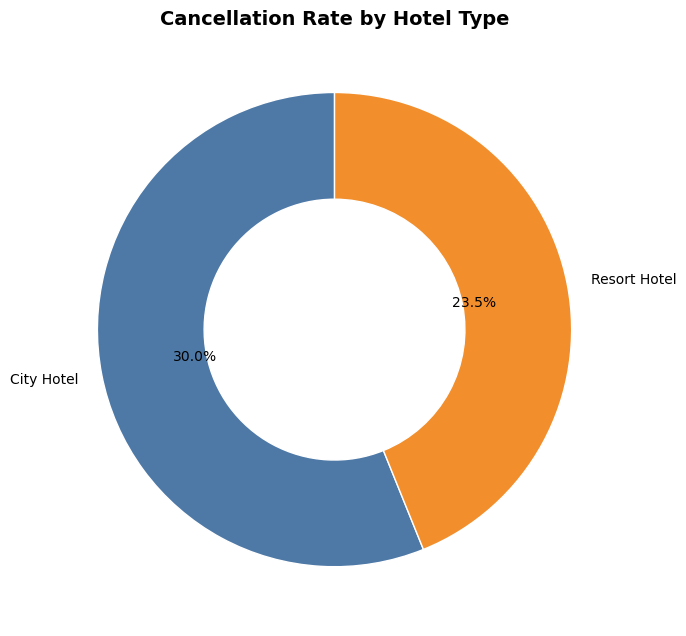 Cancellation Rate by Hotel Type
Resort Hotel
23.5%
30.0%
City Hotel